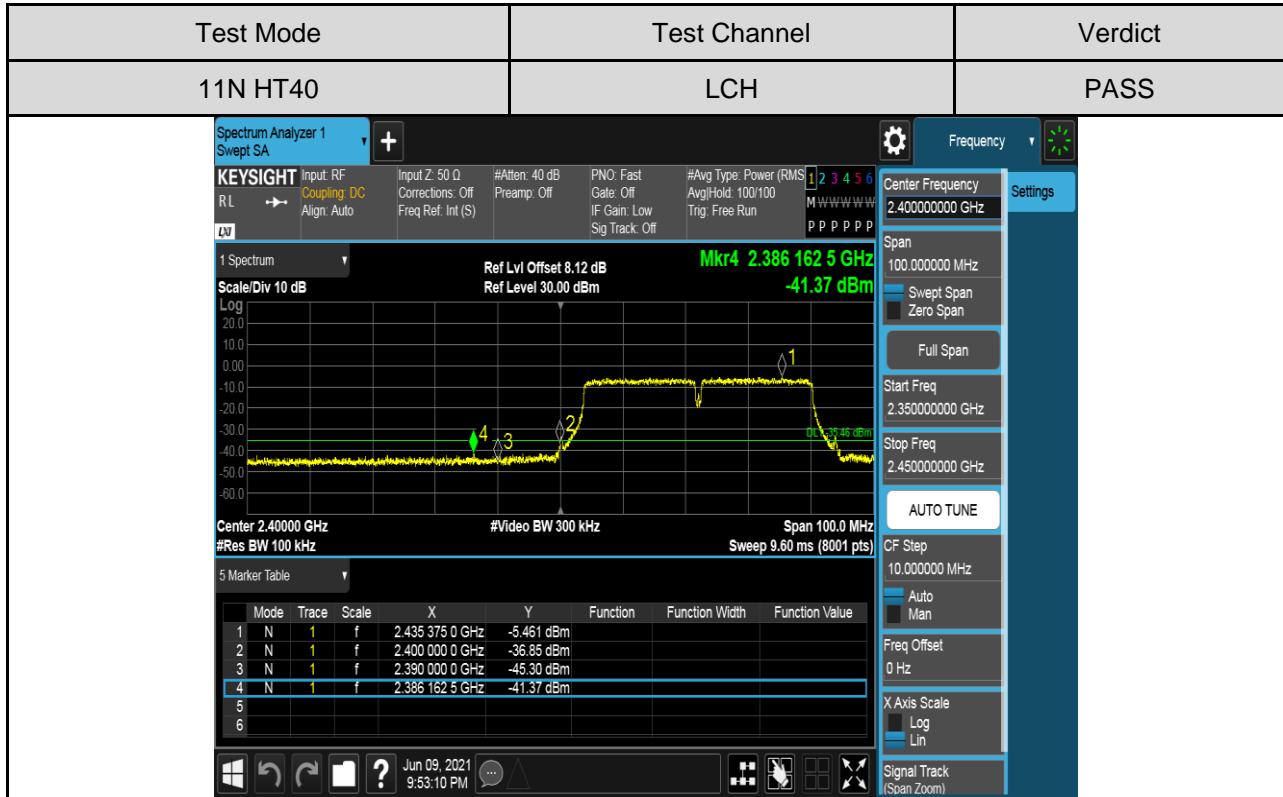 Test Mode Test Channel Verdict
11N HT40 LCH PASS
Spectrum Analyzer 1
Swept SA
+
Frequency
KEYSIGHT Input: RF Input Z: 50 Ω #Atten: 40 dB PNO: Fast #Avg Type: Power (RMS 1 2 3 4 5 6
RL Coupling: DC Corrections: Off Preamp: Off Gate: Off Avg|Hold: 100/100 M W W W W W
Align: Auto Freq Ref: Int (S) IF Gain: Low Trig: Free Run
LXI Sig Track: Off P P P P P P
1 Spectrum
Ref Lvl Offset 8.12 dB Mkr4 2.386 162 5 GHz
Scale/Div 10 dB Ref Level 30.00 dBm -41.37 dBm
Log
20.0
10.0
0.00
-10.0
-20.0
-30.0
-40.0
-50.0
-60.0
1
2
3
4
Center 2.40000 GHz #Video BW 300 kHz Span 100.0 MHz
#Res BW 100 kHz Sweep 9.60 ms (8001 pts)
5 Marker Table
Mode Trace Scale X Y Function Function Width Function Value
1 N 1 f 2.435 375 0 GHz -5.461 dBm
2 N 1 f 2.400 000 0 GHz -36.85 dBm
3 N 1 f 2.390 000 0 GHz -45.30 dBm
4 N 1 f 2.386 162 5 GHz -41.37 dBm
5
6
Center Frequency
2.400000000 GHz
Settings
Span
100.000000 MHz
Swept Span
Zero Span
Full Span
Start Freq
2.350000000 GHz
Stop Freq
2.450000000 GHz
AUTO TUNE
CF Step
10.000000 MHz
Auto
Man
Freq Offset
0 Hz
X Axis Scale
Log
Lin
Signal Track
(Span Zoom)
?
Jun 09, 2021
9:53:10 PM